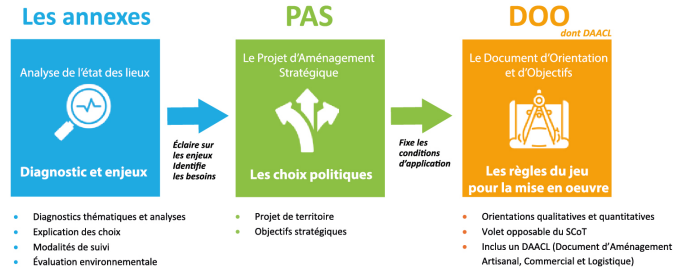 Les annexes
Analyse de l'état des lieux
Diagnostic et enjeux
Éclaire sur
les enjeux
Identifie
les besoins
• Diagnostics thématiques et analyses
• Explication des choix
• Modalités de suivi
• Évaluation environnementale
PAS
Le Projet d'Aménagement
Stratégique
Les choix politiques
Fixe les
conditions
d'application
• Projet de territoire
• Objectifs stratégiques
DOO
dont DAACL
Le Document d'Orientation
et d'Objectifs
Les règles du jeu
pour la mise en oeuvre
• Orientations qualitatives et quantitatives
• Volet opposable du SCoT
• Inclus un DAACL (Document d'Aménagement
Artisanal, Commercial et Logistique)